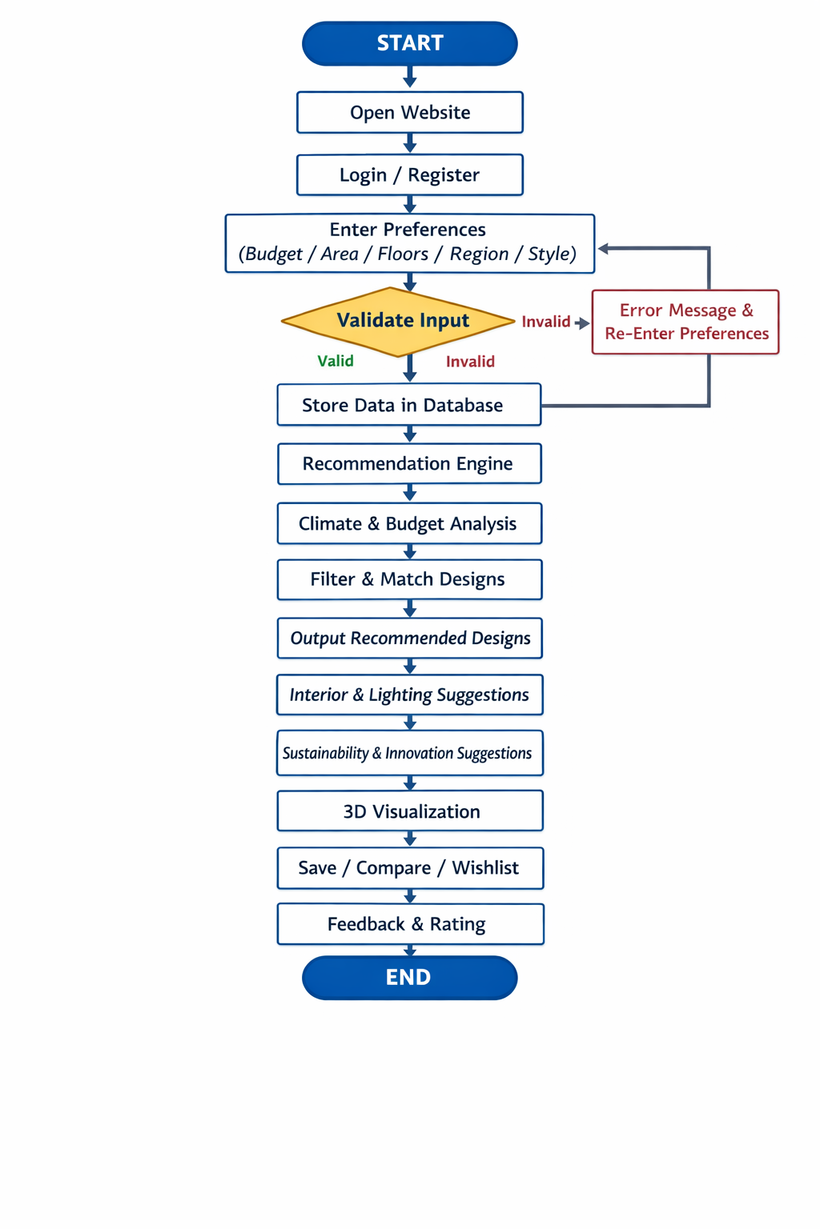 START
Open Website
Login / Register
Enter Preferences
(Budget / Area / Floors / Region / Style)
Validate Input
Invalid
Error Message &
Re-Enter Preferences
Valid
Invalid
Store Data in Database
Recommendation Engine
Climate & Budget Analysis
Filter & Match Designs
Output Recommended Designs
Interior & Lighting Suggestions
Sustainability & Innovation Suggestions
3D Visualization
Save / Compare / Wishlist
Feedback & Rating
END